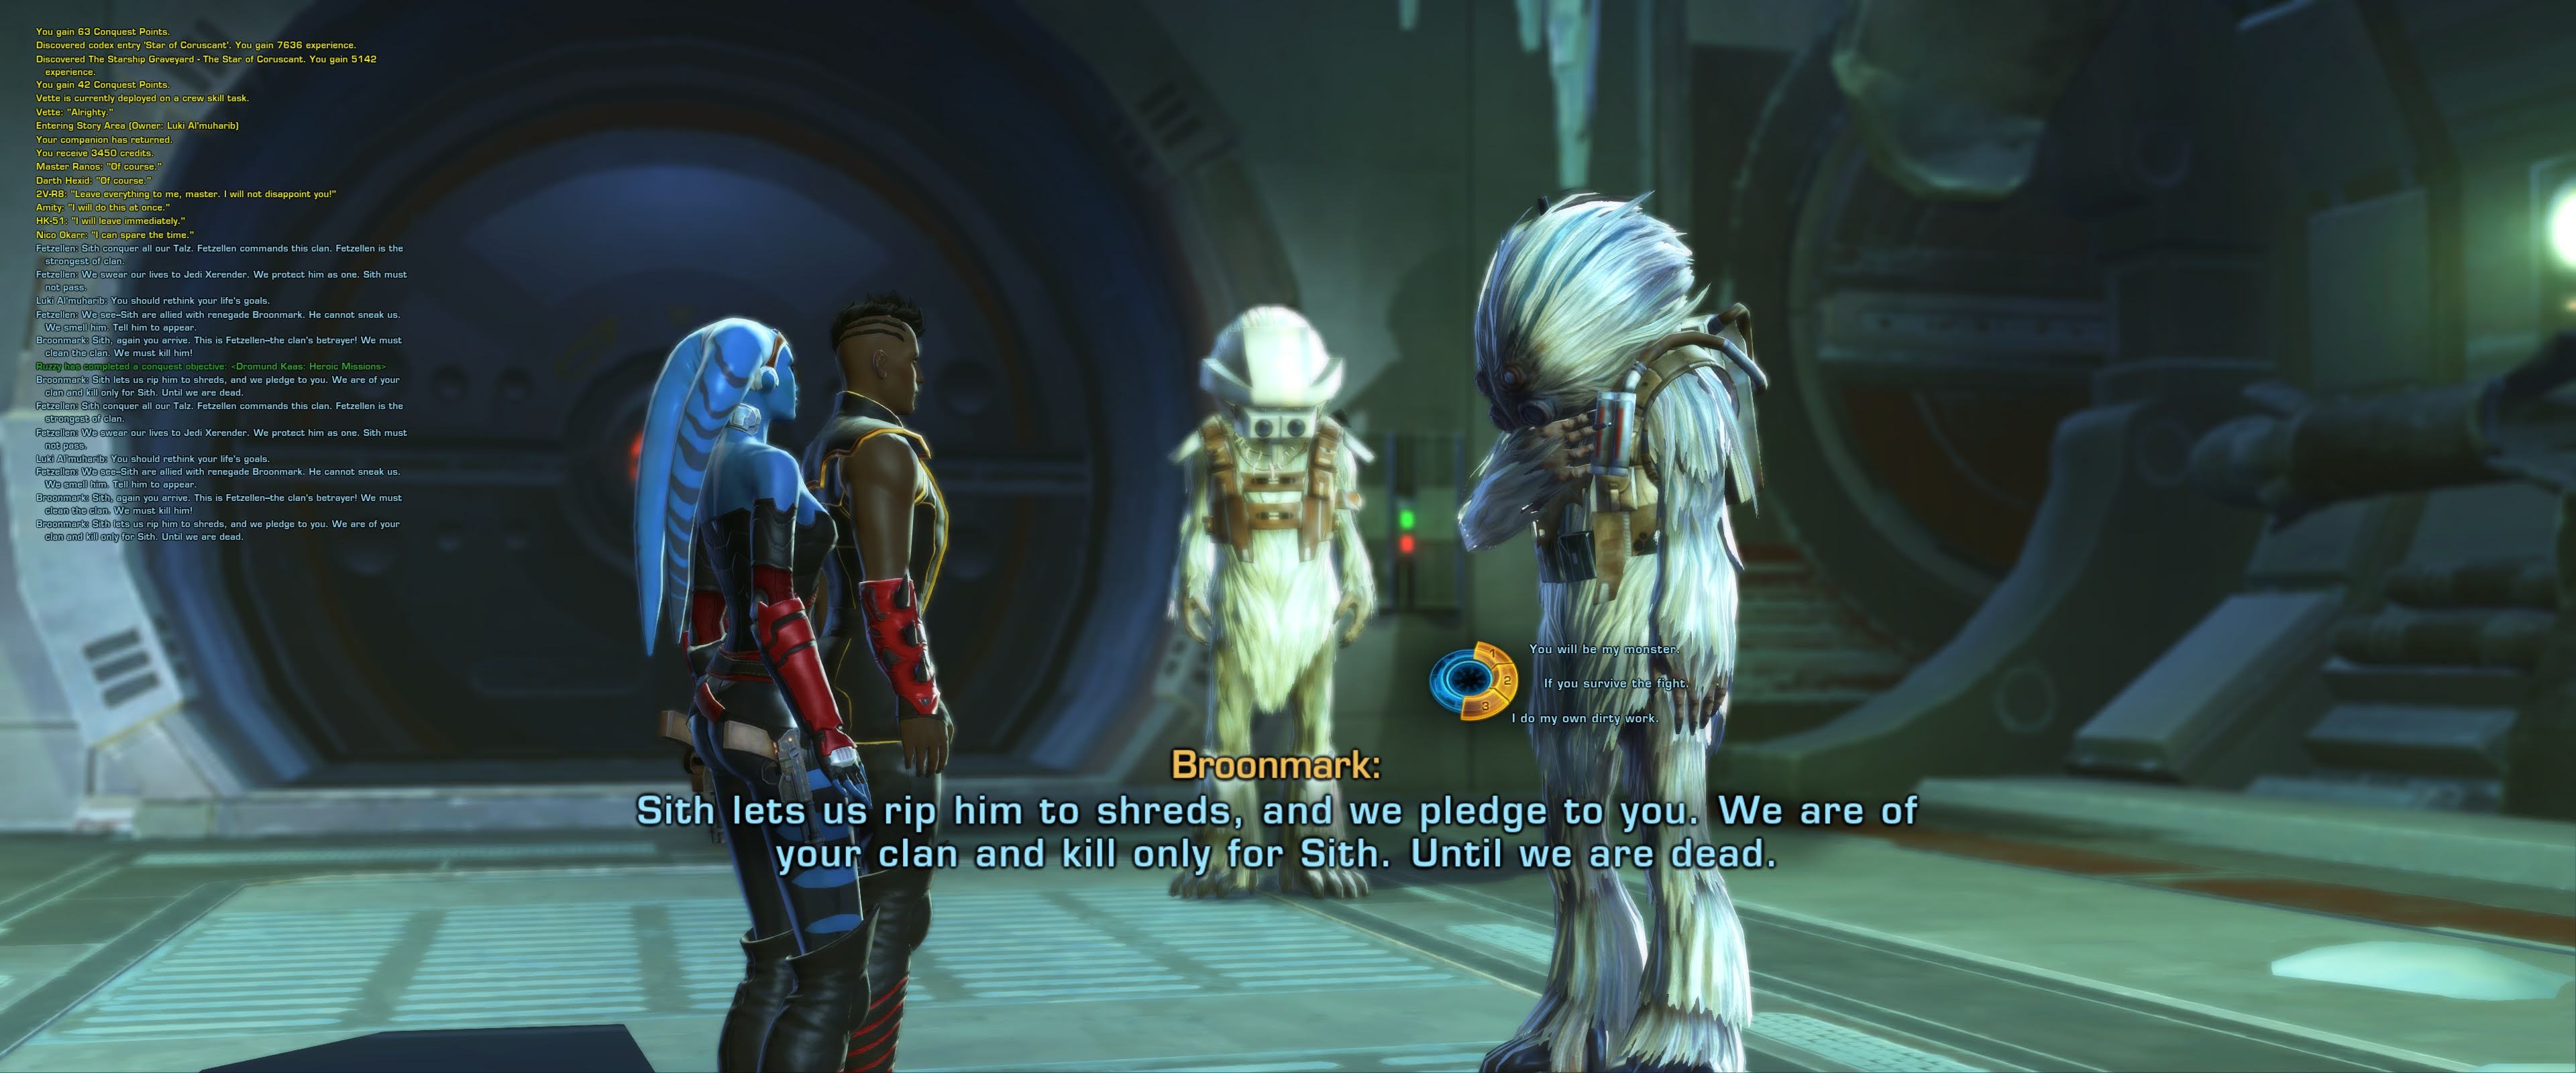 You gain 63 Conquest Points.
Discovered codex entry 'Star of Coruscant'. You gain 7636 experience.
Discovered The Starship Graveyard - The Star of Coruscant. You gain 5142
experience.
You gain 42 Conquest Points.
Vette is currently deployed on a crew skill task.
Vette: "Alrighty."
Entering Story Area (Owner: Luki Al'muharib)
Your companion has returned.
You receive 3450 credits.
Master Ranos: "Of course."
Darth Hexid: "Of course."
2V-R8: "Leave everything to me, master. I will not disappoint you!"
Amity: "I will do this at once."
HK-51: "I will leave immediately."
Nico Okarr: "I can spare the time."
Fetzellen: Sith conquer all our Talz. Fetzellen commands this clan. Fetzellen is the
strongest of clan.
Fetzellen: We swear our lives to Jedi Xerender. We protect him as one. Sith must
not pass.
Luki Al'muharib: You should rethink your life's goals.
Fetzellen: We see–Sith are allied with renegade Broonmark. He cannot sneak us.
We smell him. Tell him to appear.
Broonmark: Sith, again you arrive. This is Fetzellen–the clan's betrayer! We must
clean the clan. We must kill him!
Ruzzy has completed a conquest objective: <Dromund Kaas: Heroic Missions>
Broonmark: Sith lets us rip him to shreds, and we pledge to you. We are of your
clan and kill only for Sith. Until we are dead.
Fetzellen: Sith conquer all our Talz. Fetzellen commands this clan. Fetzellen is the
strongest of clan.
Fetzellen: We swear our lives to Jedi Xerender. We protect him as one. Sith must
not pass.
Luki Al'muharib: You should rethink your life's goals.
Fetzellen: We see–Sith are allied with renegade Broonmark. He cannot sneak us.
We smell him. Tell him to appear.
Broonmark: Sith, again you arrive. This is Fetzellen–the clan's betrayer! We must
clean the clan. We must kill him!
Broonmark: Sith lets us rip him to shreds, and we pledge to you. We are of your
clan and kill only for Sith. Until we are dead.
1 You will be my monster.
2 If you survive the fight.
3 I do my own dirty work.
Broonmark:
Sith lets us rip him to shreds, and we pledge to you. We are of
your clan and kill only for Sith. Until we are dead.